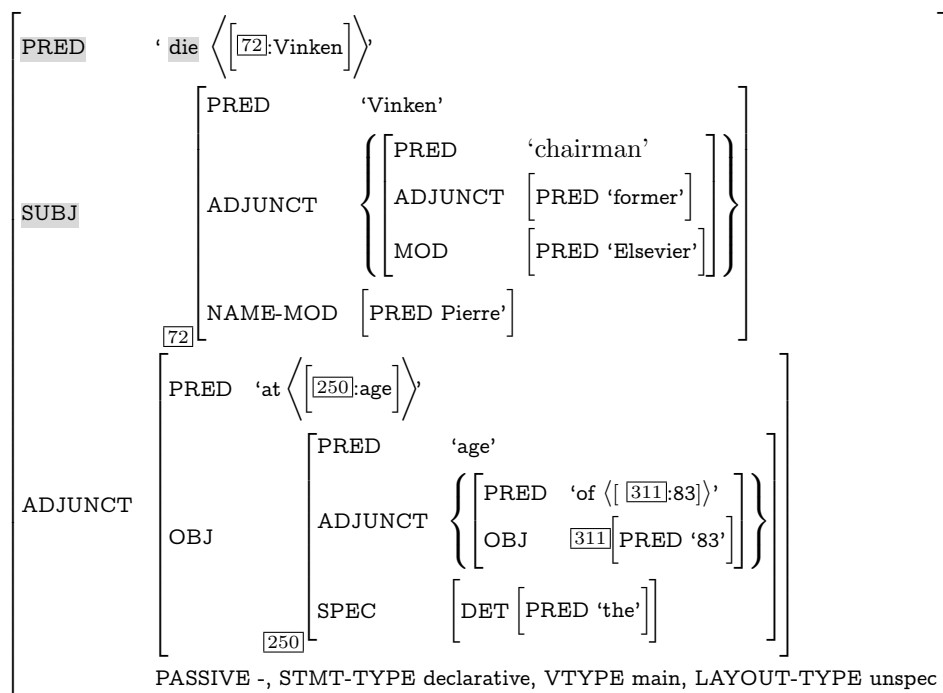 PRED ‘ die ⟨[72:Vinken]⟩’
PRED ‘Vinken’
PRED ‘chairman’
SUBJ ADJUNCT ADJUNCT [PRED ‘former’]
MOD [PRED ‘Elsevier’]
NAME-MOD [PRED Pierre’]
72
PRED ‘at ⟨[250:age]⟩’
PRED ‘age’
ADJUNCT OBJ ADJUNCT PRED ‘of ⟨[ 311:83]⟩’
OBJ 311[PRED ‘83’]
SPEC [DET [PRED ‘the’]]
250
PASSIVE -, STMT-TYPE declarative, VTYPE main, LAYOUT-TYPE unspec